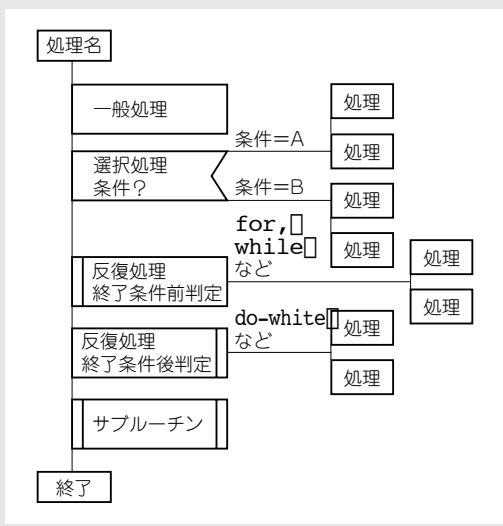 処理名
一般処理
処理
条件＝A
処理
選択処理
条件？
条件＝B
処理
for,
while
など
処理
処理
反復処理
終了条件前判定
処理
do-white
など
処理
反復処理
終了条件後判定
処理
サブルーチン
終了